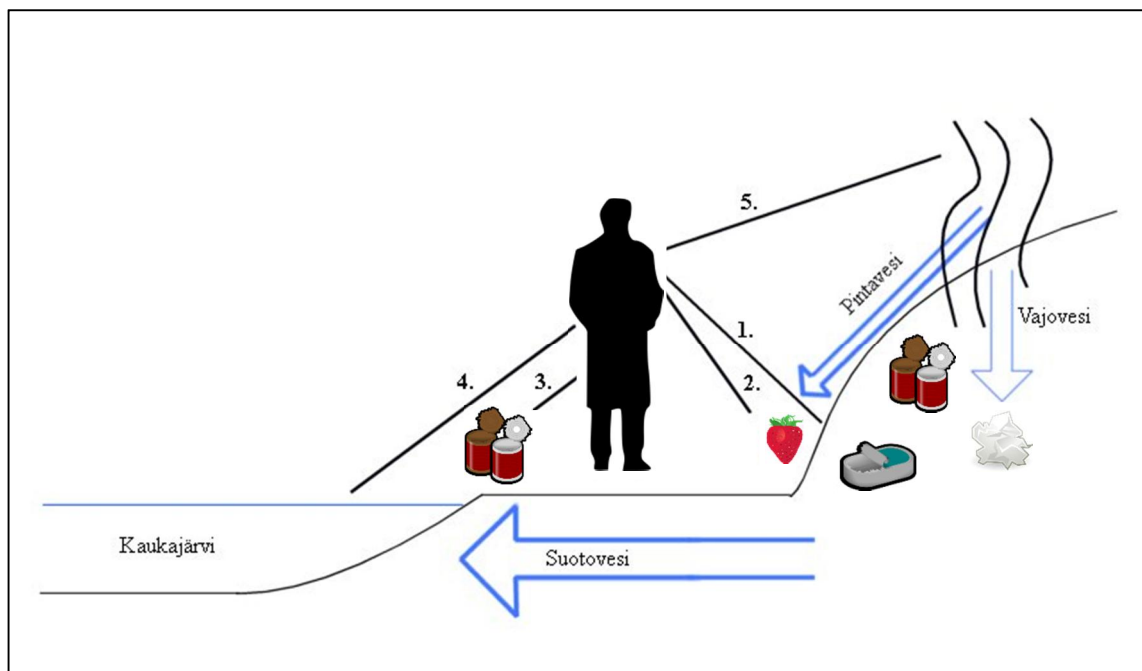 5.
Pintavesi
Vajovesi
1.
4.
3.
2.
Kaukajärvi
Suotovesi